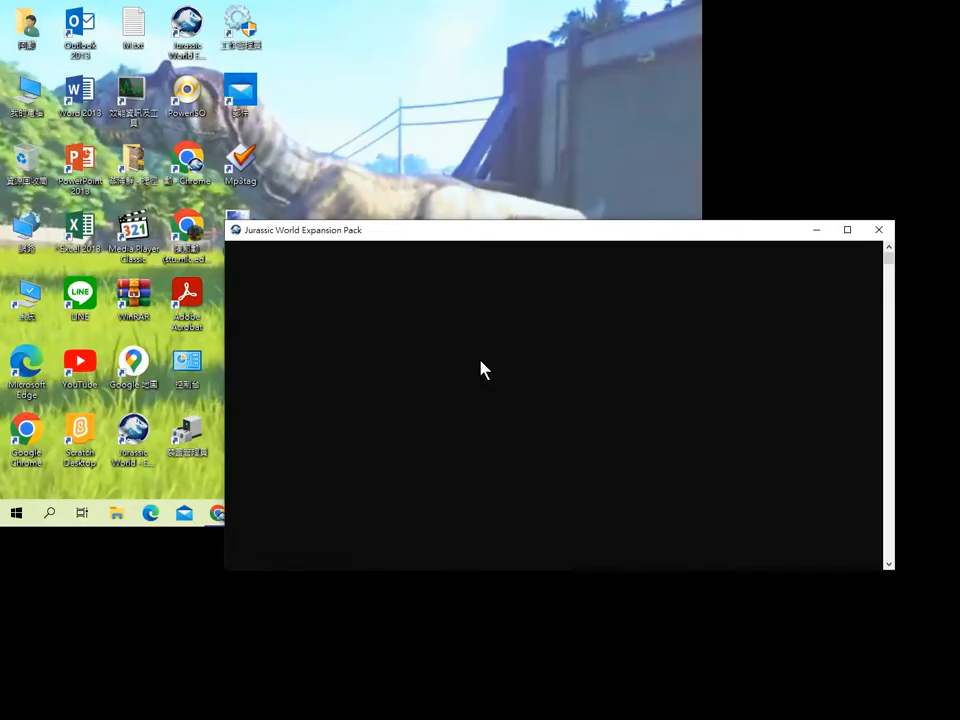 阿勳
Outlook
2013
M.txt
Jurassic
World E...
工作管理員
我的電腦
Word 2013
效能資訊及工
具
PowerISO
郵件
資源回收筒
PowerPoint
2013
Chrome
Mp3tag
網路
Excel 2013
Media Player
Classic
系統
LINE
WinRAR
Adobe
Acrobat
Microsoft
Edge
YouTube
Google 地圖
控制台
Google
Chrome
Scratch
Desktop
Jurassic
World - E...
裝置管理員
Jurassic World Expansion Pack